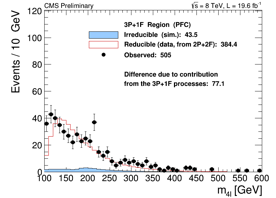 CMS Preliminary
√s = 8 TeV, L = 19.6 fb⁻¹
Events/10 GeV
120
100
80
60
40
20
0
3P+1F Region (PFC)
Irreducible (sim.): 43.5
Reducible (data, from 2P+2F): 384.4
Observed: 505
Difference due to contribution
from the 3P+1F processes: 77.1
100 150 200 250 300 350 400 450 500 550 600
m4l [GeV]